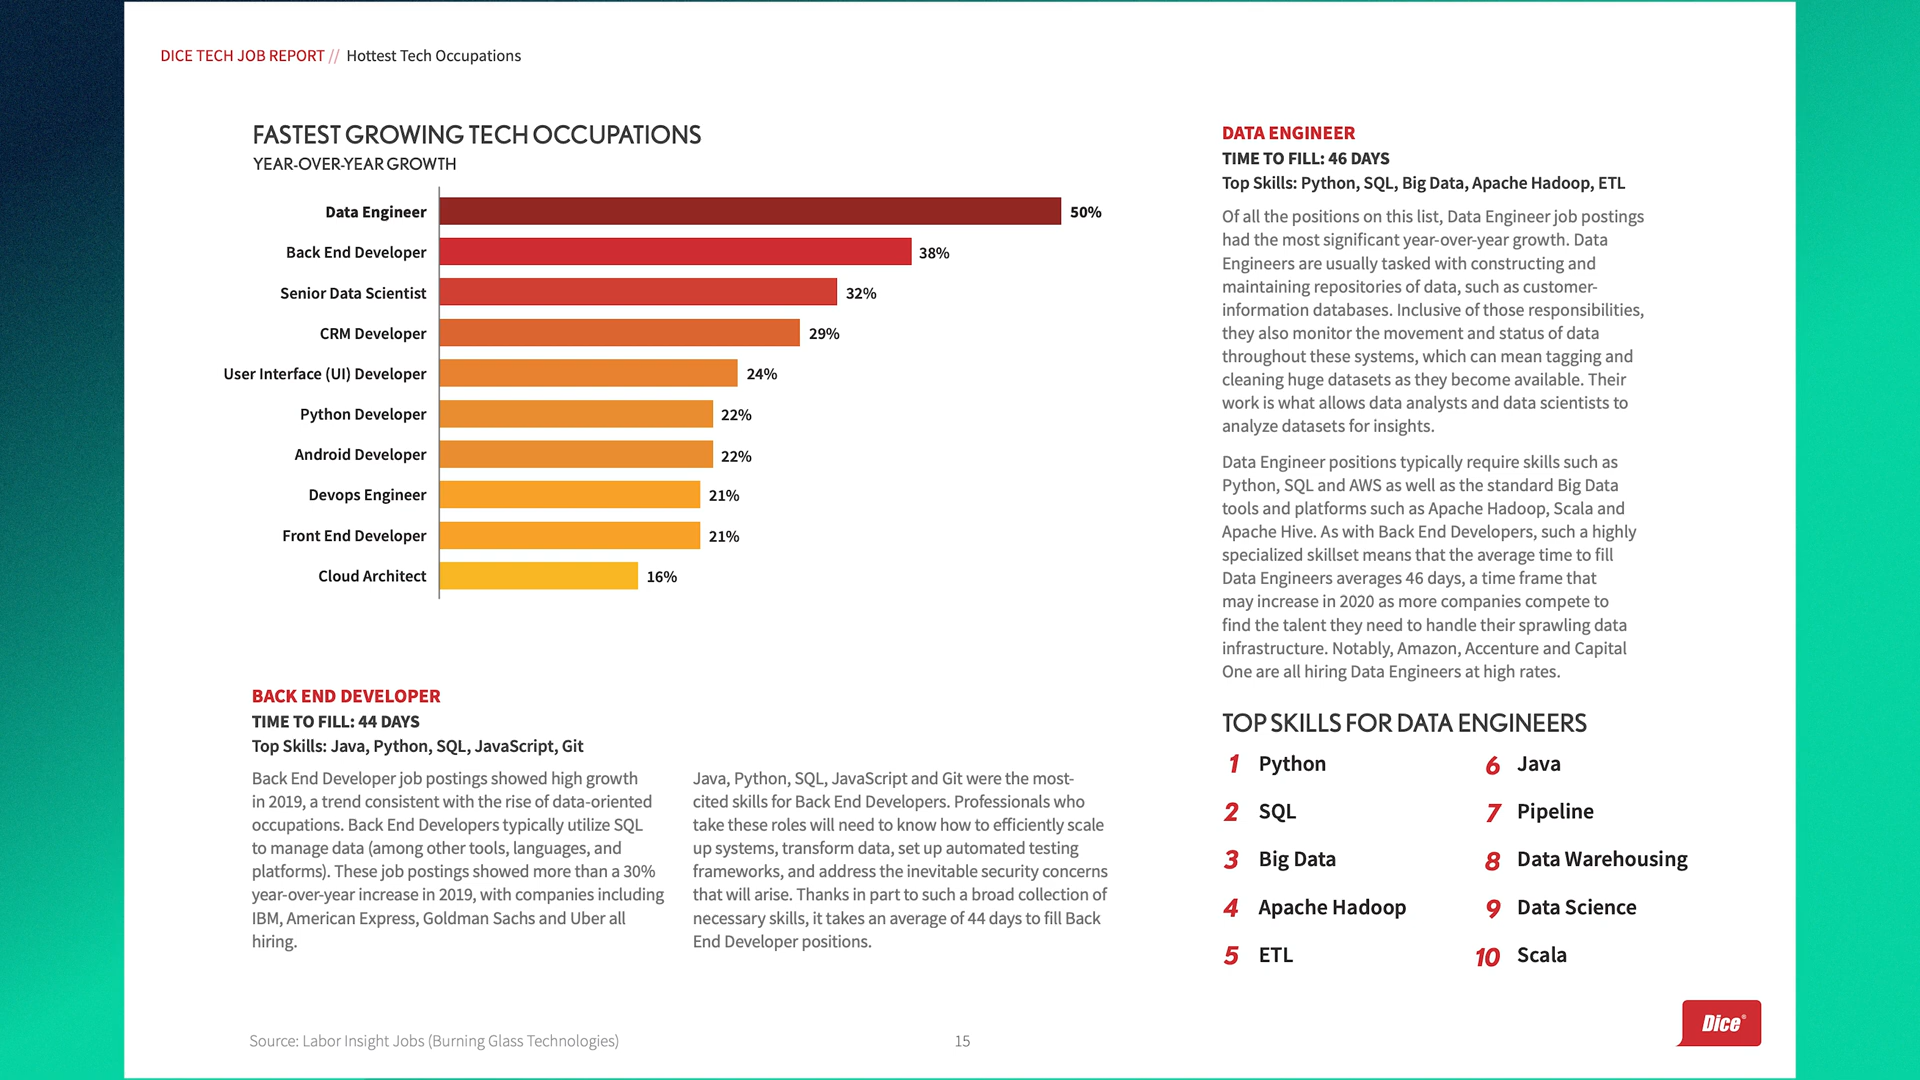 DICE TECH JOB REPORT // Hottest Tech Occupations
FASTEST GROWING TECH OCCUPATIONS
YEAR-OVER-YEAR GROWTH
Data Engineer 50%
Back End Developer 38%
Senior Data Scientist 32%
CRM Developer 29%
User Interface (UI) Developer 24%
Python Developer 22%
Android Developer 22%
Devops Engineer 21%
Front End Developer 21%
Cloud Architect 16%
BACK END DEVELOPER
TIME TO FILL: 44 DAYS
Top Skills: Java, Python, SQL, JavaScript, Git
Back End Developer job postings showed high growth
in 2019, a trend consistent with the rise of data-oriented
occupations. Back End Developers typically utilize SQL
to manage data (among other tools, languages, and
platforms). These job postings showed more than a 30%
year-over-year increase in 2019, with companies including
IBM, American Express, Goldman Sachs and Uber all
hiring.
Java, Python, SQL, JavaScript and Git were the most-
cited skills for Back End Developers. Professionals who
take these roles will need to know how to efficiently scale
up systems, transform data, set up automated testing
frameworks, and address the inevitable security concerns
that will arise. Thanks in part to such a broad collection of
necessary skills, it takes an average of 44 days to fill Back
End Developer positions.
DATA ENGINEER
TIME TO FILL: 46 DAYS
Top Skills: Python, SQL, Big Data, Apache Hadoop, ETL
Of all the positions on this list, Data Engineer job postings
had the most significant year-over-year growth. Data
Engineers are usually tasked with constructing and
maintaining repositories of data, such as customer-
information databases. Inclusive of those responsibilities,
they also monitor the movement and status of data
throughout these systems, which can mean tagging and
cleaning huge datasets as they become available. Their
work is what allows data analysts and data scientists to
analyze datasets for insights.
Data Engineer positions typically require skills such as
Python, SQL and AWS as well as the standard Big Data
tools and platforms such as Apache Hadoop, Scala and
Apache Hive. As with Back End Developers, such a highly
specialized skillset means that the average time to fill
Data Engineers averages 46 days, a time frame that
may increase in 2020 as more companies compete to
find the talent they need to handle their sprawling data
infrastructure. Notably, Amazon, Accenture and Capital
One are all hiring Data Engineers at high rates.
TOP SKILLS FOR DATA ENGINEERS
1 Python
2 SQL
3 Big Data
4 Apache Hadoop
5 ETL
6 Java
7 Pipeline
8 Data Warehousing
9 Data Science
10 Scala
Source: Labor Insight Jobs (Burning Glass Technologies)
15
Dice®